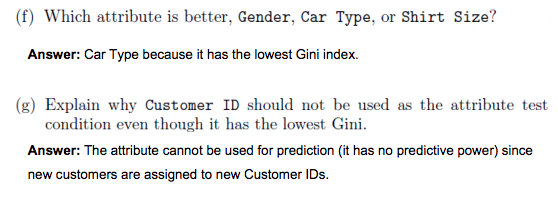 (f) Which attribute is better, Gender, Car Type, or Shirt Size?
Answer: Car Type because it has the lowest Gini index.
(g) Explain why Customer ID should not be used as the attribute test
condition even though it has the lowest Gini.
Answer: The attribute cannot be used for prediction (it has no predictive power) since
new customers are assigned to new Customer IDs.